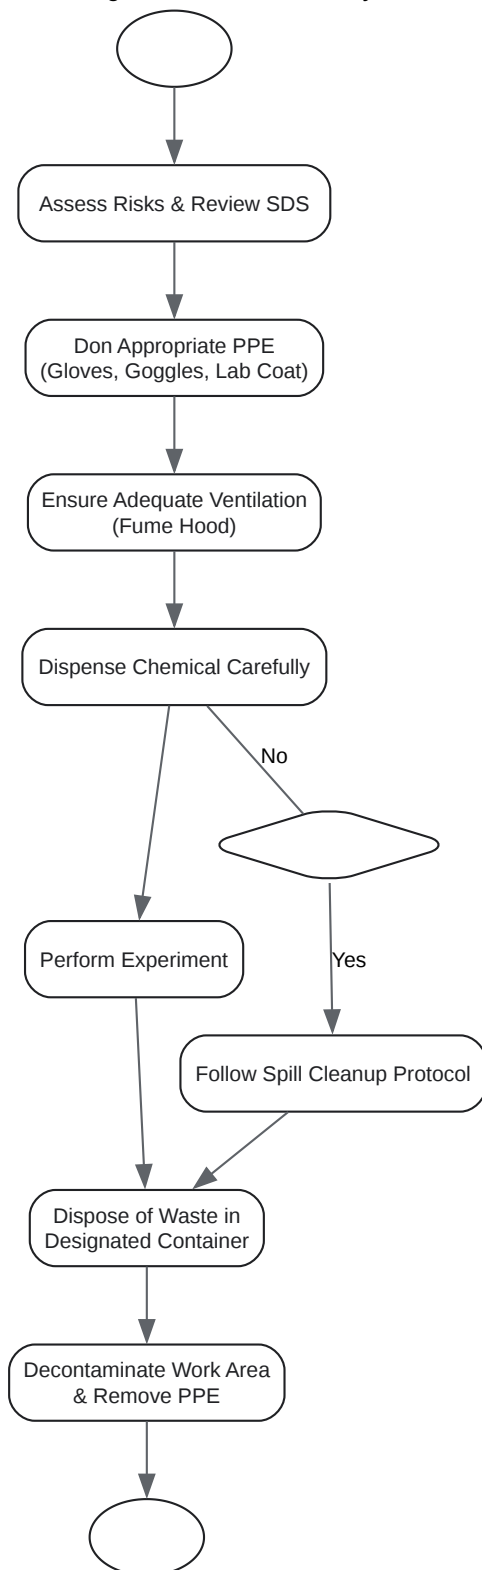 Assess Risks & Review SDS
Don Appropriate PPE
(Gloves, Goggles, Lab Coat)
Ensure Adequate Ventilation
(Fume Hood)
Dispense Chemical Carefully
No
Perform Experiment
Yes
Follow Spill Cleanup Protocol
Dispose of Waste in
Designated Container
Decontaminate Work Area
& Remove PPE